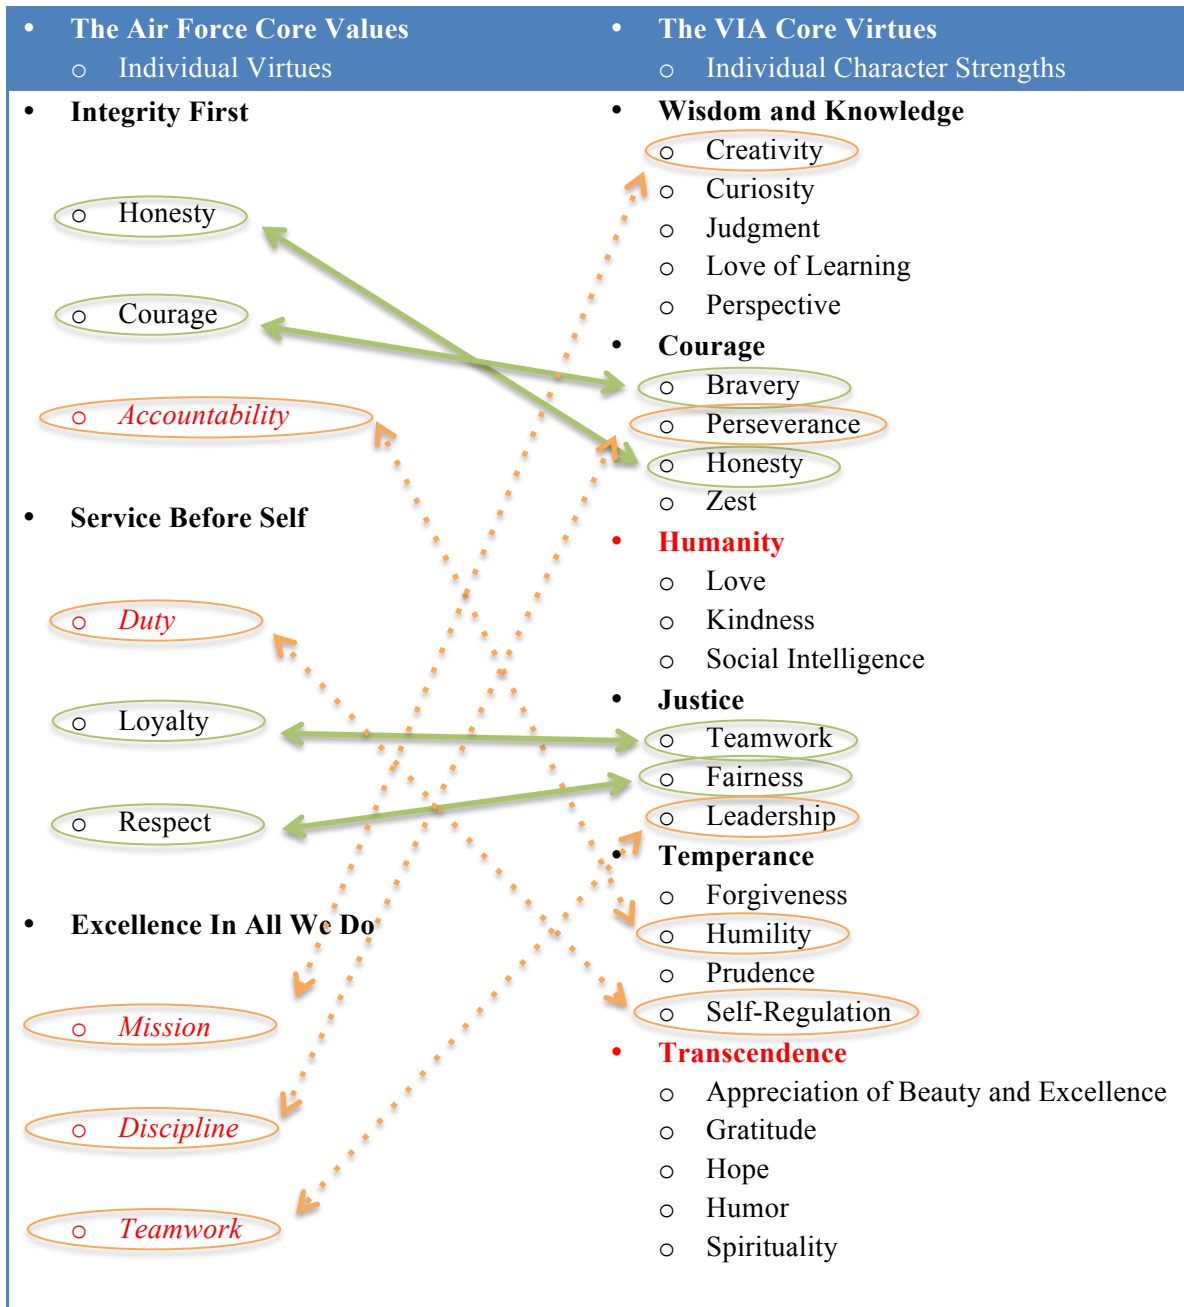 • The Air Force Core Values
o Individual Virtues
• Integrity First
o Honesty
o Courage
o Accountability
• Service Before Self
o Duty
o Loyalty
o Respect
• Excellence In All We Do
o Mission
o Discipline
o Teamwork
• The VIA Core Virtues
o Individual Character Strengths
• Wisdom and Knowledge
o Creativity
o Curiosity
o Judgment
o Love of Learning
o Perspective
• Courage
o Bravery
o Perseverance
o Honesty
o Zest
• Humanity
o Love
o Kindness
o Social Intelligence
• Justice
o Teamwork
o Fairness
o Leadership
• Temperance
o Forgiveness
o Humility
o Prudence
o Self-Regulation
• Transcendence
o Appreciation of Beauty and Excellence
o Gratitude
o Hope
o Humor
o Spirituality